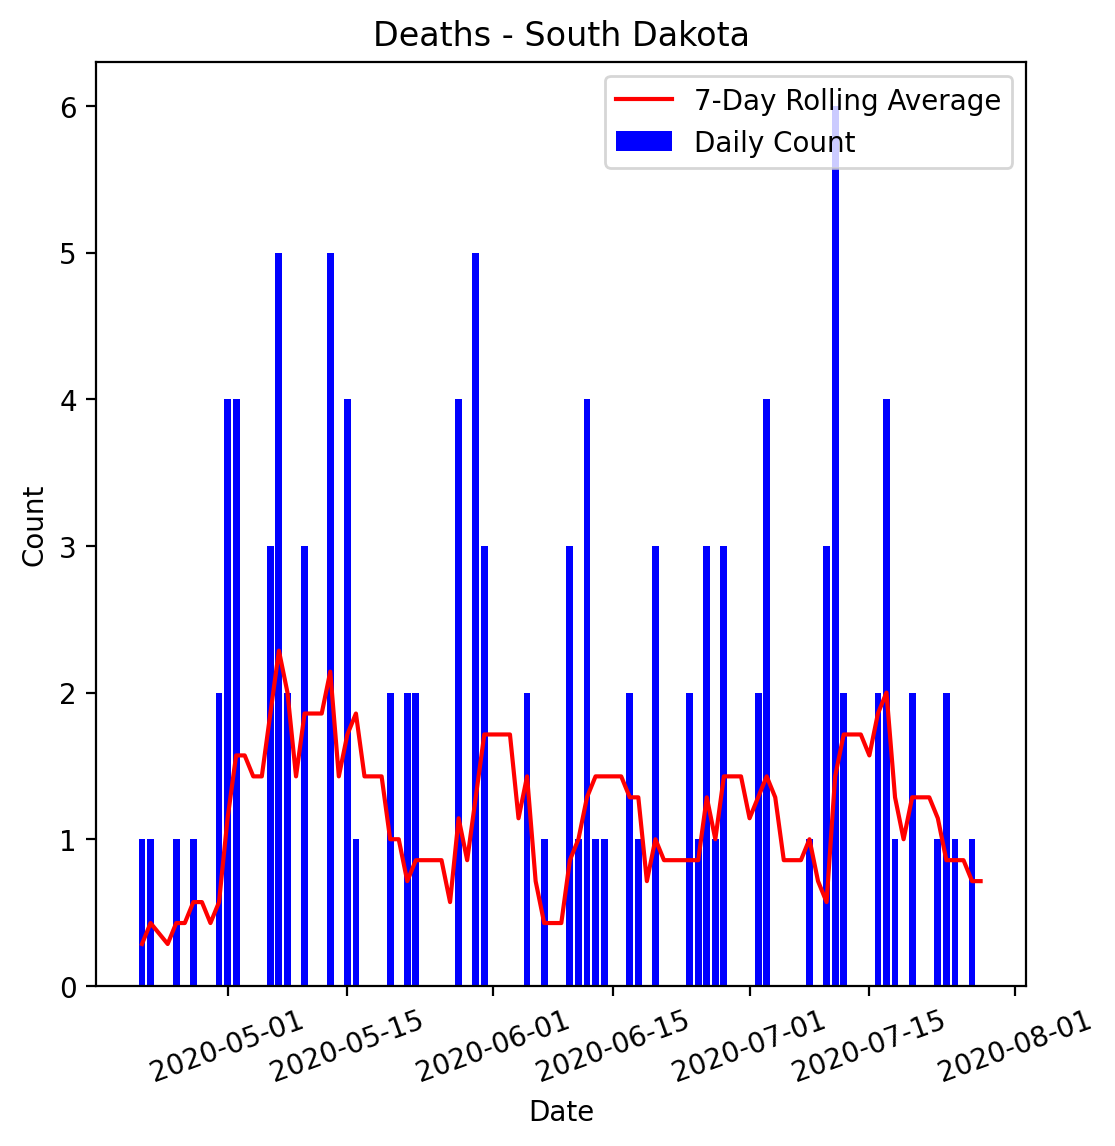 Deaths - South Dakota
7-Day Rolling Average
Daily Count
6
5
4
3
2
1
0
Count
2020-05-01
2020-05-15
2020-06-01
2020-06-15
2020-07-01
2020-07-15
2020-08-01
Date